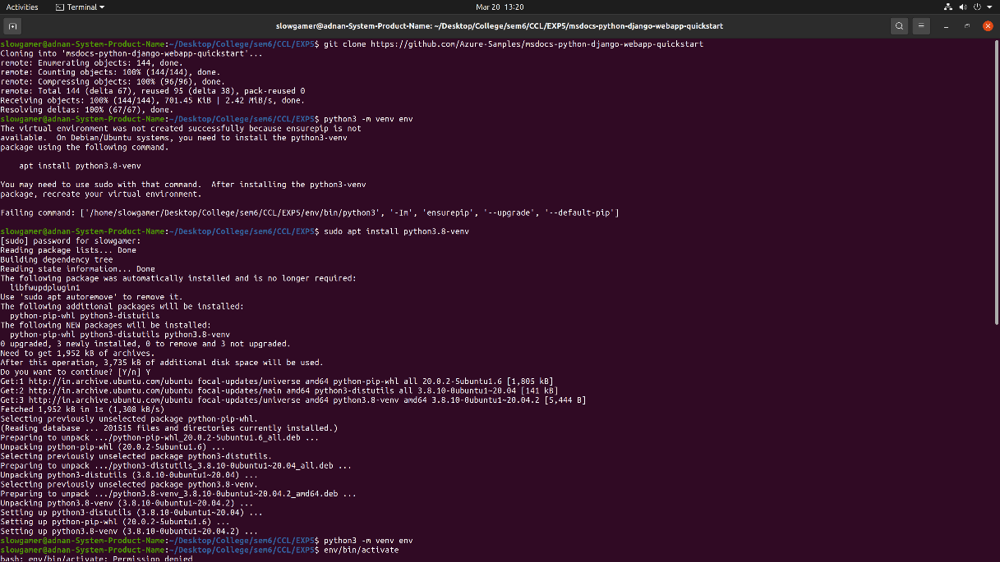 Activities
Terminal
Mar 20 13:20
slowgamer@adnan-System-Product-Name: ~/Desktop/College/sem6/CCL/EXP5/msdocs-python-django-webapp-quickstart
slowgamer@adnan-System-Product-Name:~/Desktop/College/sem6/CCL/EXP5$ git clone https://github.com/Azure-Samples/msdocs-python-django-webapp-quickstart
Cloning into 'msdocs-python-django-webapp-quickstart'...
remote: Enumerating objects: 144, done.
remote: Counting objects: 100% (144/144), done.
remote: Compressing objects: 100% (96/96), done.
remote: Total 144 (delta 67), reused 95 (delta 38), pack-reused 0
Receiving objects: 100% (144/144), 701.45 KiB | 2.42 MiB/s, done.
Resolving deltas: 100% (67/67), done.
slowgamer@adnan-System-Product-Name:~/Desktop/College/sem6/CCL/EXP5$ python3 -m venv env
The virtual environment was not created successfully because ensurepip is not
available.  On Debian/Ubuntu systems, you need to install the python3-venv
package using the following command.
    apt install python3.8-venv
You may need to use sudo with that command.  After installing the python3-venv
package, recreate your virtual environment.
Failing command: ['/home/slowgamer/Desktop/College/sem6/CCL/EXP5/env/bin/python3', '-Im', 'ensurepip', '--upgrade', '--default-pip']
slowgamer@adnan-System-Product-Name:~/Desktop/College/sem6/CCL/EXP5$ sudo apt install python3.8-venv
[sudo] password for slowgamer:
Reading package lists... Done
Building dependency tree
Reading state information... Done
The following package was automatically installed and is no longer required:
  libfwupdplugin1
Use 'sudo apt autoremove' to remove it.
The following additional packages will be installed:
  python-pip-whl python3-distutils
The following NEW packages will be installed:
  python-pip-whl python3-distutils python3.8-venv
0 upgraded, 3 newly installed, 0 to remove and 3 not upgraded.
Need to get 1,952 kB of archives.
After this operation, 3,735 kB of additional disk space will be used.
Do you want to continue? [Y/n] Y
Get:1 http://in.archive.ubuntu.com/ubuntu focal-updates/universe amd64 python-pip-whl all 20.0.2-5ubuntu1.6 [1,805 kB]
Get:2 http://in.archive.ubuntu.com/ubuntu focal-updates/main amd64 python3-distutils all 3.8.10-0ubuntu1~20.04 [141 kB]
Get:3 http://in.archive.ubuntu.com/ubuntu focal-updates/universe amd64 python3.8-venv amd64 3.8.10-0ubuntu1~20.04.2 [5,444 B]
Fetched 1,952 kB in 1s (1,308 kB/s)
Selecting previously unselected package python-pip-whl.
(Reading database ... 201515 files and directories currently installed.)
Preparing to unpack .../python-pip-whl_20.0.2-5ubuntu1.6_all.deb ...
Unpacking python-pip-whl (20.0.2-5ubuntu1.6) ...
Selecting previously unselected package python3-distutils.
Preparing to unpack .../python3-distutils_3.8.10-0ubuntu1~20.04_all.deb ...
Unpacking python3-distutils (3.8.10-0ubuntu1~20.04) ...
Selecting previously unselected package python3.8-venv.
Preparing to unpack .../python3.8-venv_3.8.10-0ubuntu1~20.04.2_amd64.deb ...
Unpacking python3.8-venv (3.8.10-0ubuntu1~20.04.2) ...
Setting up python3-distutils (3.8.10-0ubuntu1~20.04) ...
Setting up python-pip-whl (20.0.2-5ubuntu1.6) ...
Setting up python3.8-venv (3.8.10-0ubuntu1~20.04.2) ...
slowgamer@adnan-System-Product-Name:~/Desktop/College/sem6/CCL/EXP5$ python3 -m venv env
slowgamer@adnan-System-Product-Name:~/Desktop/College/sem6/CCL/EXP5$ env/bin/activate
bash: env/bin/activate: Permission denied